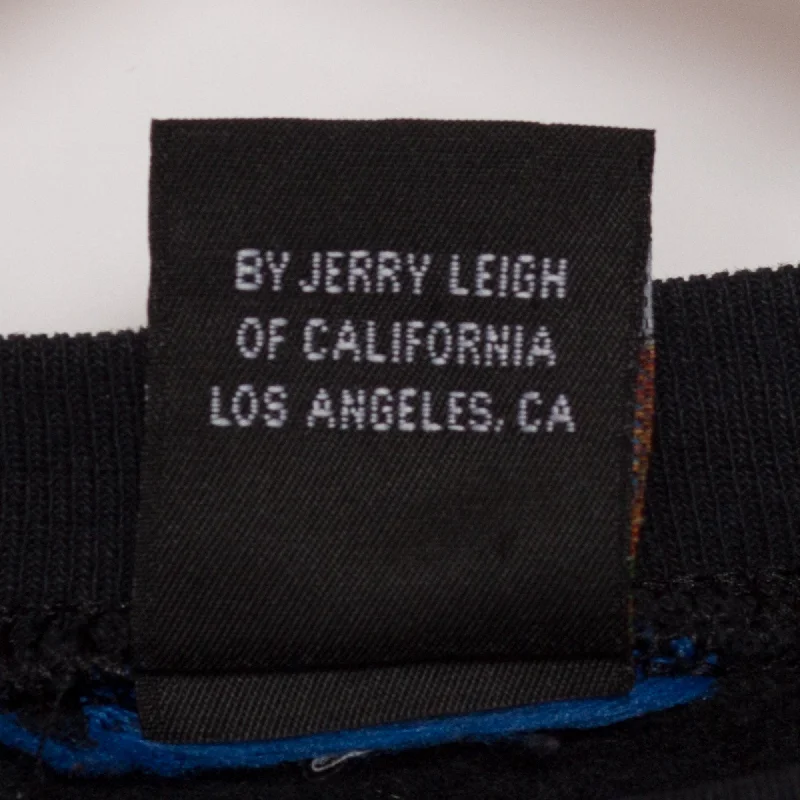 BY JERRY LEIGH
OF CALIFORNIA
LOS ANGELES, CA